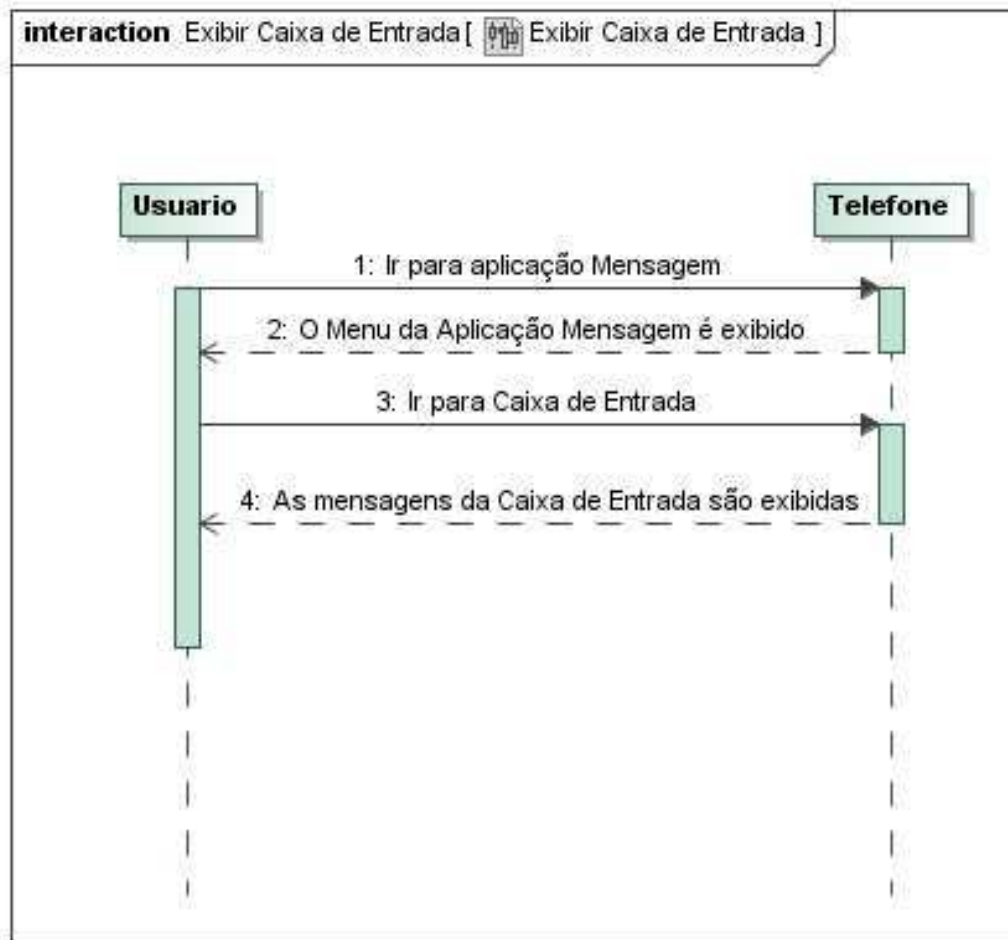 interaction Exibir Caixa de Entrada [ Exibir Caixa de Entrada ]
Usuario
Telefone
1: Ir para aplicação Mensagem
2: O Menu da Aplicação Mensagem é exibido
3: Ir para Caixa de Entrada
4: As mensagens da Caixa de Entrada são exibidas